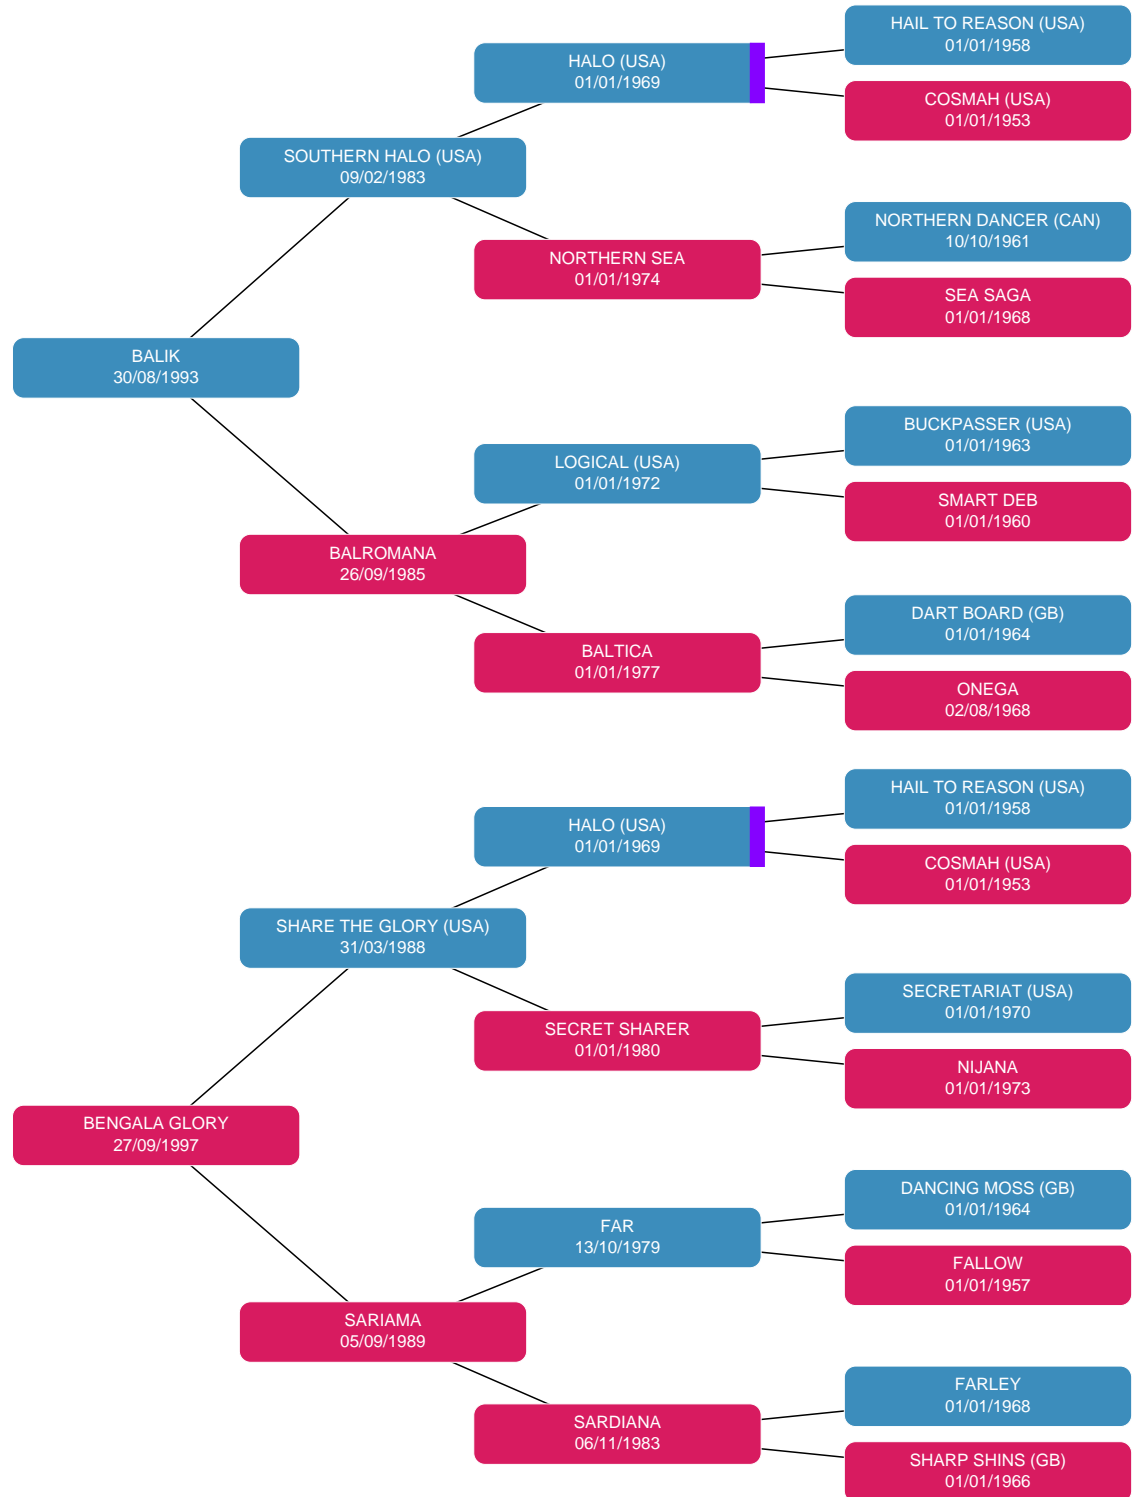 HAIL TO REASON (USA)
01/01/1958
HALO (USA)
01/01/1969
COSMAH (USA)
01/01/1953
SOUTHERN HALO (USA)
09/02/1983
NORTHERN DANCER (CAN)
10/10/1961
NORTHERN SEA
01/01/1974
SEA SAGA
01/01/1968
BALIK
30/08/1993
BUCKPASSER (USA)
01/01/1963
LOGICAL (USA)
01/01/1972
SMART DEB
01/01/1960
BALROMANA
26/09/1985
DART BOARD (GB)
01/01/1964
BALTICA
01/01/1977
ONEGA
02/08/1968
HAIL TO REASON (USA)
01/01/1958
HALO (USA)
01/01/1969
COSMAH (USA)
01/01/1953
SHARE THE GLORY (USA)
31/03/1988
SECRETARIAT (USA)
01/01/1970
SECRET SHARER
01/01/1980
NIJANA
01/01/1973
BENGALA GLORY
27/09/1997
DANCING MOSS (GB)
01/01/1964
FAR
13/10/1979
FALLOW
01/01/1957
SARIAMA
05/09/1989
FARLEY
01/01/1968
SARDIANA
06/11/1983
SHARP SHINS (GB)
01/01/1966